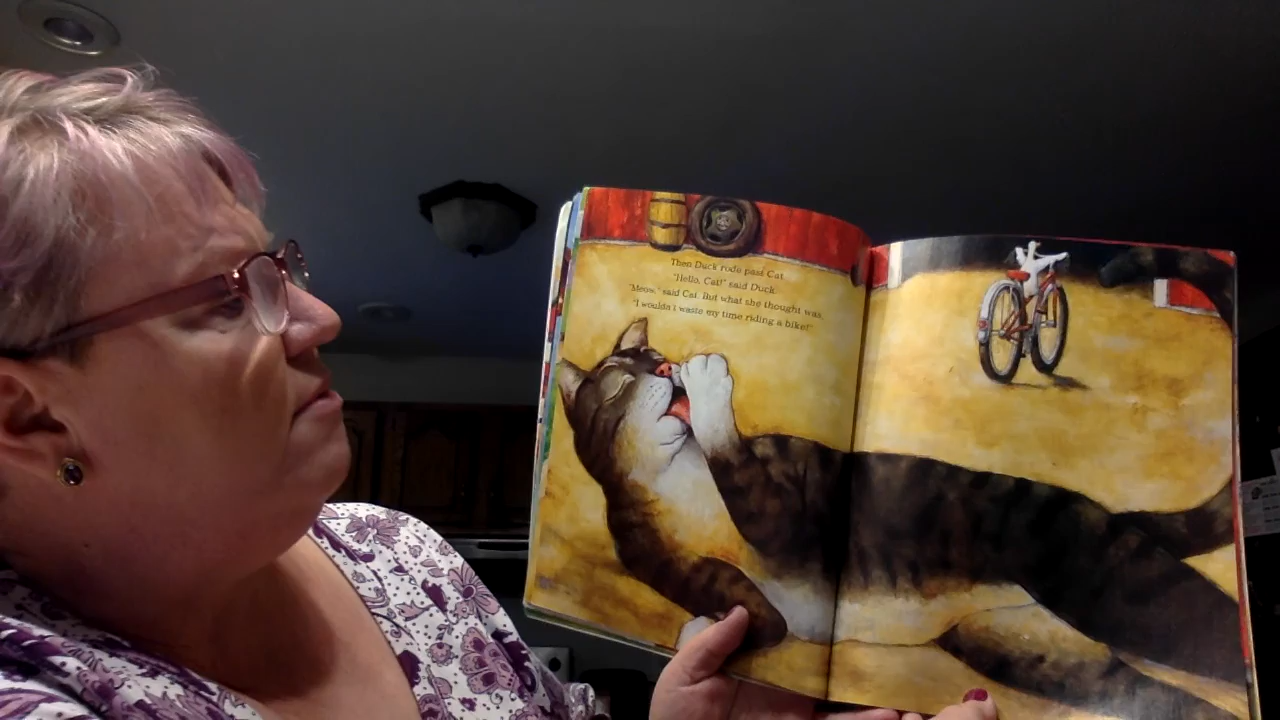 Then Duck rode past Cat.
"Hello, Cat!" said Duck.
"Meow," said Cat. But what she thought was,
"I wouldn't waste my time riding a bike!"